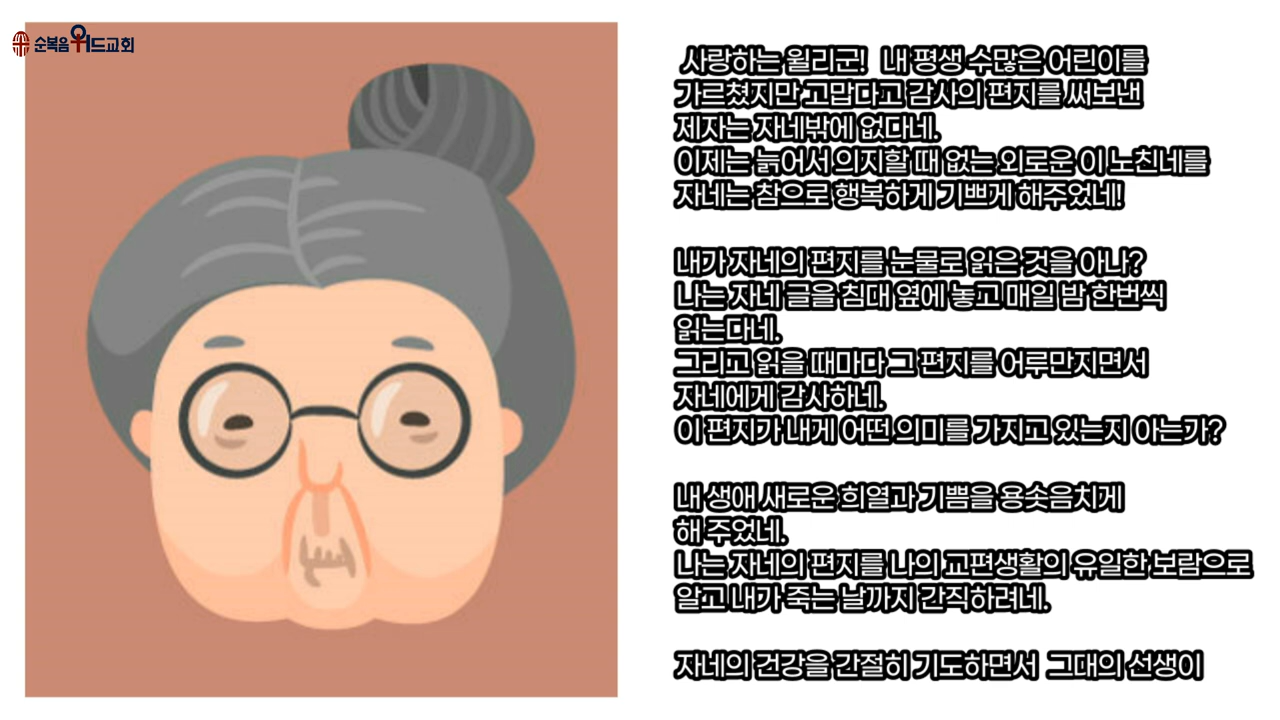 순복음위드교회
사랑하는 윌리군! 내 평생 수많은 어린이를
가르쳤지만 고맙다고 감사의 편지를 써보낸
제자는 자네밖에 없다네.
이제는 늙어서 의지할 때 없는 외로운 이 노친네를
자네는 참으로 행복하게 기쁘게 해주었네!
내가 자네의 편지를 눈물로 읽은 것을 아나?
나는 자네 글을 침대 옆에 놓고 매일 밤 한번씩
읽는다네.
그리고 읽을 때마다 그 편지를 어루만지면서
자네에게 감사하네.
이 편지가 내게 어떤 의미를 가지고 있는지 아는가?
내 생애 새로운 희열과 기쁨을 용솟음치게
해 주었네.
나는 자네의 편지를 나의 교편생활의 유일한 보람으로
알고 내가 죽는 날까지 간직하려네.
자네의 건강을 간절히 기도하면서 그대의 선생이